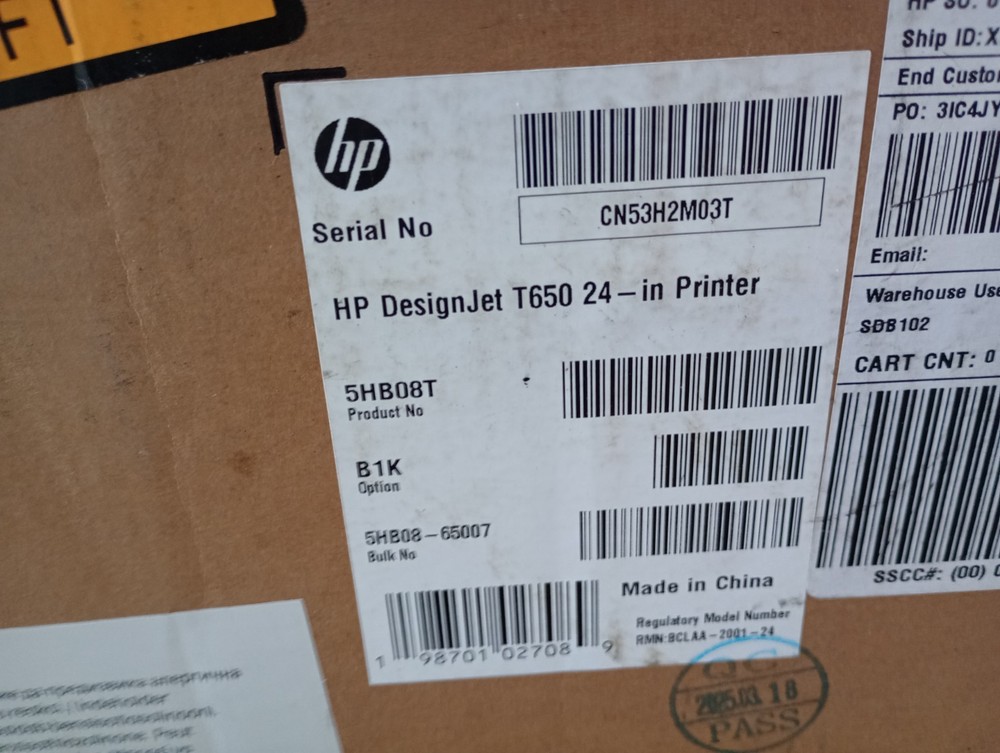 FT
hp
Serial No
CN53H2M03T
HP DesignJet T650 24-in Printer
5HB08T
Product No
B1K
Option
5HB08-65007
Bulk No
Made in China
Regulatory Model Number
RMN:BCLAA-2001-24
1 98701 02708 9
QC
2025.03.18
PASS
Ship ID:X
End Custo
PO: 3IC4JY
Email:
Warehouse Use
SDB102
CART CNT: 0
SSCC#: (00) 0